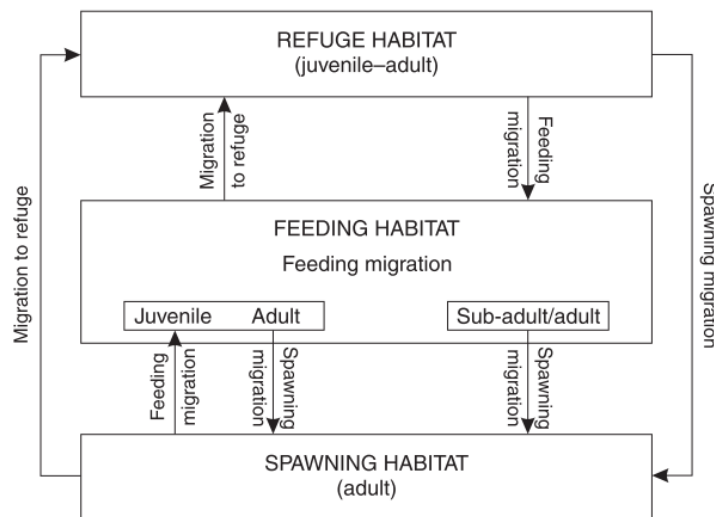 REFUGE HABITAT
(juvenile–adult)
Migration
to refuge
Feeding
migration
Migration to refuge
Spawning migration
FEEDING HABITAT
Feeding migration
Juvenile Adult
Sub-adult/adult
Feeding
migration
Spawning
migration
Spawning
migration
SPAWNING HABITAT
(adult)